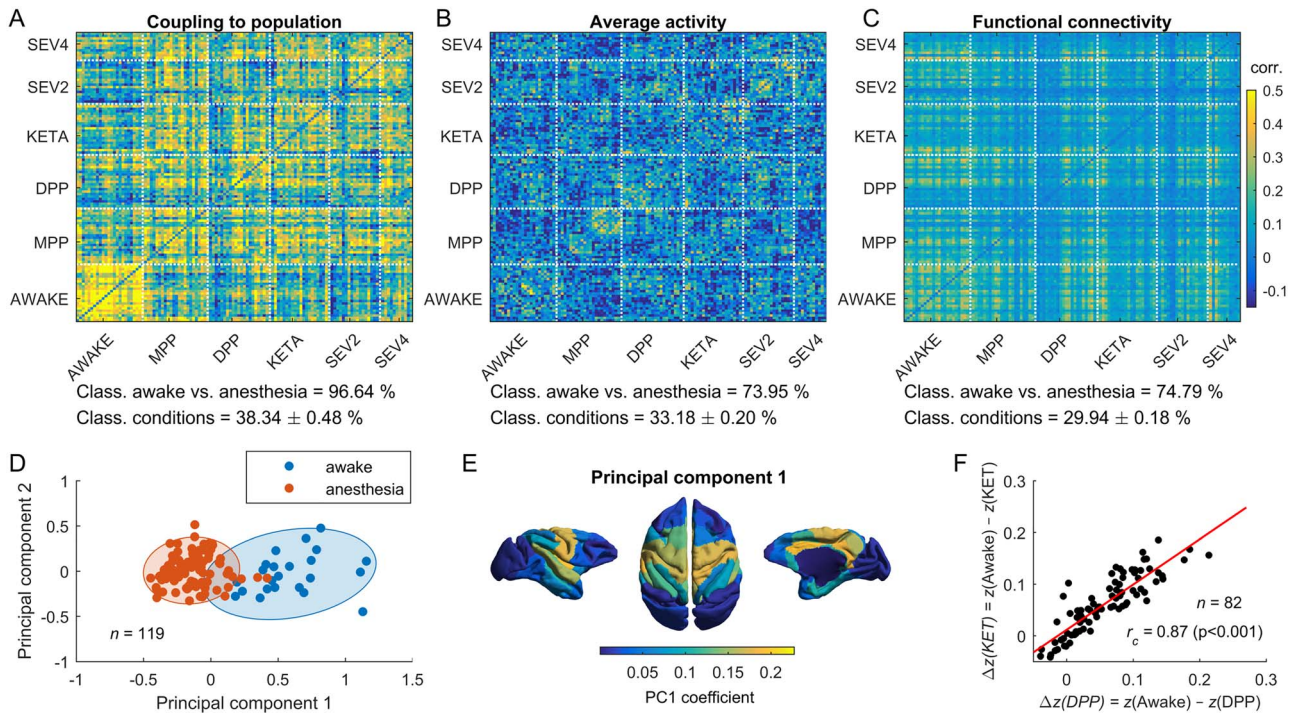 A
Coupling to population
SEV4
SEV2
KETA
DPP
MPP
AWAKE
AWAKE
MPP
DPP
KETA
SEV2
SEV4
Class. awake vs. anesthesia = 96.64 %
Class. conditions = 38.34 ± 0.48 %
B
Average activity
SEV4
SEV2
KETA
DPP
MPP
AWAKE
AWAKE
MPP
DPP
KETA
SEV2
SEV4
Class. awake vs. anesthesia = 73.95 %
Class. conditions = 33.18 ± 0.20 %
C
Functional connectivity
SEV4
SEV2
KETA
DPP
MPP
AWAKE
AWAKE
MPP
DPP
KETA
SEV2
SEV4
corr.
0.5
0.4
0.3
0.2
0.1
0
-0.1
Class. awake vs. anesthesia = 74.79 %
Class. conditions = 29.94 ± 0.18 %
D
awake
anesthesia
Principal component 2
1
0.5
0
-0.5
-1
n = 119
-1 -0.5 0 0.5 1 1.5
Principal component 1
E
Principal component 1
0.05 0.1 0.15 0.2
PC1 coefficient
F
Δz(KET) = z(Awake) − z(KET)
0.3
0.2
0.1
0
n = 82
r_c = 0.87 (p<0.001)
0 0.1 0.2 0.3
Δz(DPP) = z(Awake) − z(DPP)